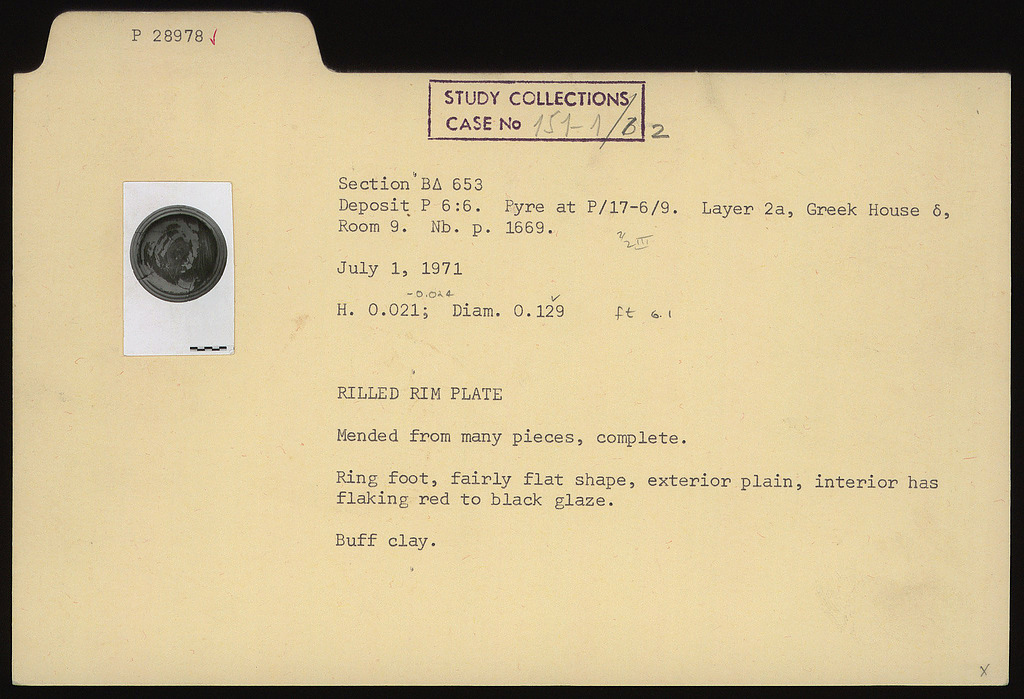 P 28978 ✓
STUDY COLLECTIONS
CASE No 151-1/B 2
Section ΒΔ 653
Deposit P 6:6. Pyre at P/17-6/9. Layer 2a, Greek House δ,
Room 9. Nb. p. 1669.
July 1, 1971
-0.024
H. 0.021; Diam. 0.129 ✓ ft 6.1
RILLED RIM PLATE
Mended from many pieces, complete.
Ring foot, fairly flat shape, exterior plain, interior has
flaking red to black glaze.
Buff clay.
X